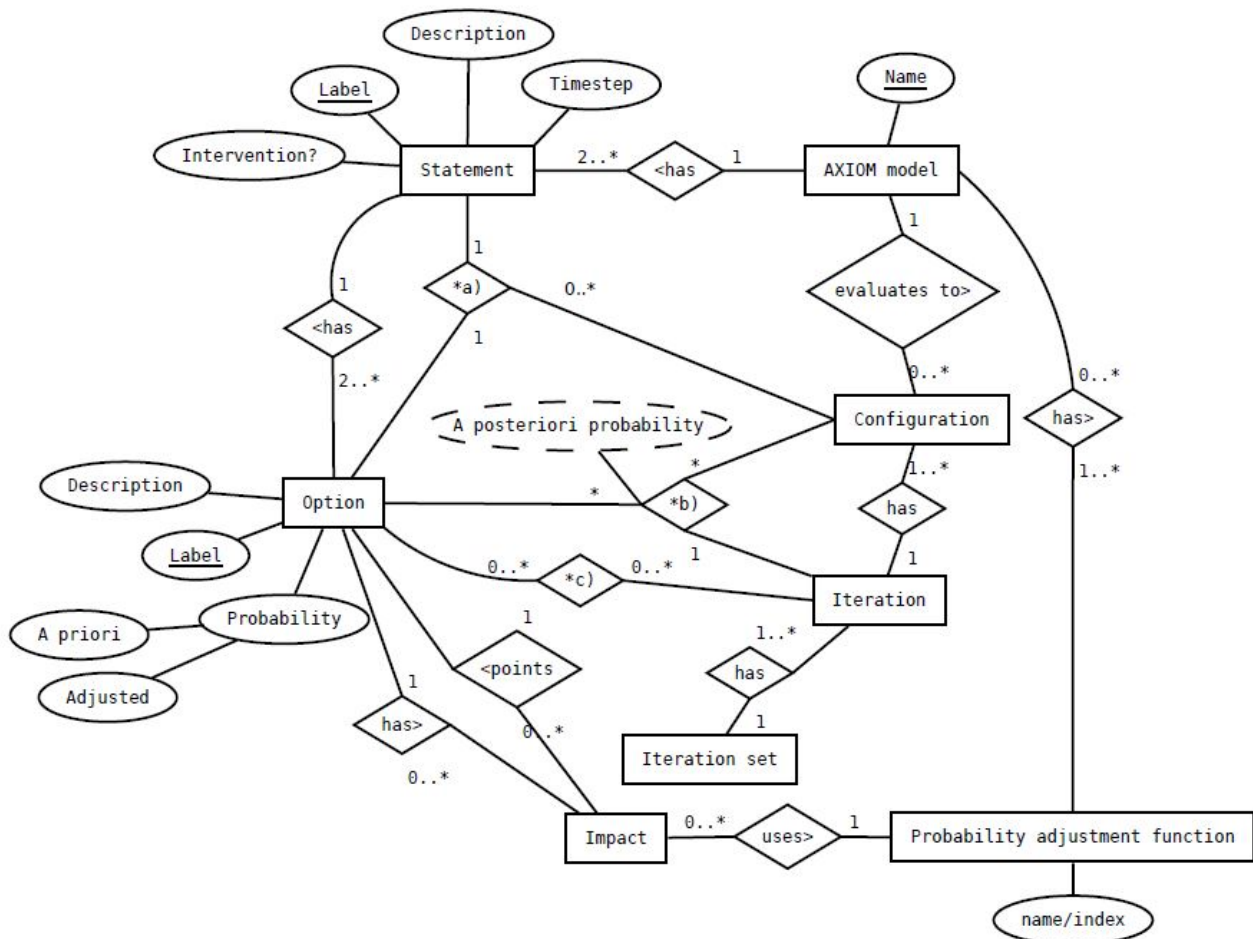 Description
Label
Timestep
Name
Intervention?
Statement
2..*
<has
1
AXIOM model
1
1
1
*a)
0..*
evaluates to>
<has
1
2..*
0..*
0..*
A posteriori probability
Configuration
has>
*
1..*
1..*
Description
Option
*
*b)
has
Label
1
1
0..*
*c)
0..*
Iteration
Probability
A priori
1
1..*
<points
has
Adjusted
1
has>
0..*
1
0..*
Iteration set
Impact
0..*
uses>
1
Probability adjustment function
name/index